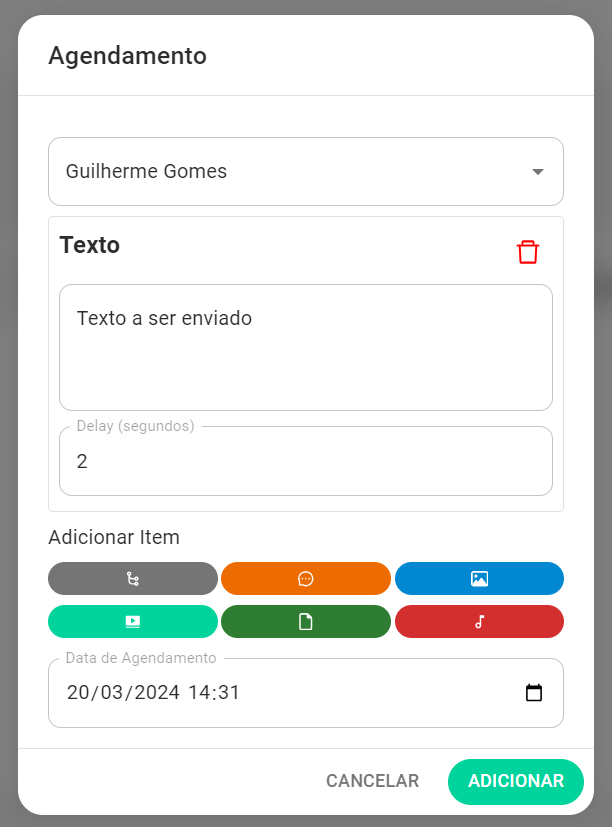 Agendamento
Guilherme Gomes
Texto
Texto a ser enviado
Delay (segundos)
2
Adicionar Item
Data de Agendamento
20/03/2024 14:31
CANCELAR
ADICIONAR